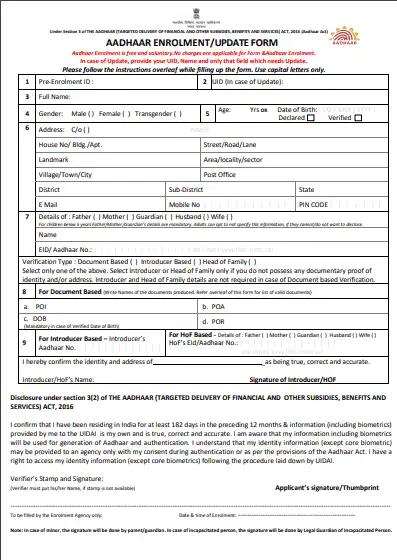 भारतीय विशिष्ट पहचान प्राधिकरण
Under Section 3 of THE AADHAAR (TARGETED DELIVERY OF FINANCIAL AND OTHER SUBSIDIES, BENEFITS AND SERVICES) ACT, 2016 (Aadhaar Act)
AADHAAR
AADHAAR ENROLMENT/UPDATE FORM
Aadhaar Enrolment is free and voluntary. No charges are applicable for Form &Aadhaar Enrolment.
In case of Update, provide your UID, Name and only that field which needs Update.
Please follow the instructions overleaf while filling up the form. Use capital letters only.
1 Pre-Enrolment ID : 2 UID (In case of Update):
3 Full Name:
4 Gender: Male ( ) Female ( ) Transgender ( ) 5 Age: Yrs OR Date of Birth:
Declared Verified
6 Address: C/o ( )
House No/ Bldg./Apt. Street/Road/Lane
Landmark Area/locality/sector
Village/Town/City Post Office
District Sub-District State
E Mail Mobile No PIN CODE
7 Details of : Father ( ) Mother ( ) Guardian ( ) Husband ( ) Wife ( )
For children below 5 years Father/Mother/Guardian's details are mandatory. Adults can opt to not specify this information, if they cannot/do not want to disclose.
Name
EID/ Aadhaar No.:
Verification Type : Document Based ( ) Introducer Based ( ) Head of Family ( )
Select only one of the above. Select Introducer or Head of Family only if you do not possess any documentary proof of
identity and/or address. Introducer and Head of Family details are not required in case of Document based Verification.
8 For Document Based (Write Names of the documents produced. Refer overleaf of this form for list of valid documents)
a. POI b. POA
c. DOB d. POR
(Mandatory in case of Verified Date of Birth)
9 For Introducer Based – Introducer's
Aadhaar No.
For HoF Based - Details of : Father ( ) Mother ( ) Guardian ( ) Husband ( ) Wife ( )
HoF's EId/Aadhar No.:
I hereby confirm the identity and address of as being true, correct and accurate.
Introducer/HoF's Name: Signature of Introducer/HOF
Disclosure under section 3(2) of THE AADHAAR (TARGETED DELIVERY OF FINANCIAL AND OTHER SUBSIDIES, BENEFITS AND
SERVICES) ACT, 2016
I confirm that I have been residing in India for at least 182 days in the preceding 12 months & information (including biometrics)
provided by me to the UIDAI is my own and is true, correct and accurate. I am aware that my information including biometrics
will be used for generation of Aadhaar and authentication. I understand that my identity information (except core biometric)
may be provided to an agency only with my consent during authentication or as per the provisions of the Aadhaar Act. I have a
right to access my identity information (except core biometrics) following the procedure laid down by UIDAI.
Verifier's Stamp and Signature:
(Verifier must put his/her Name, if stamp is not available) Applicant's signature/Thumbprint
To be filled by the Enrolment Agency only: Date & time of Enrolment:
Note: In case of minor, the signature will be done by parent/guardian. In case of incapacitated person, the signature will be done by Legal Guardian of Incapacitated Person.